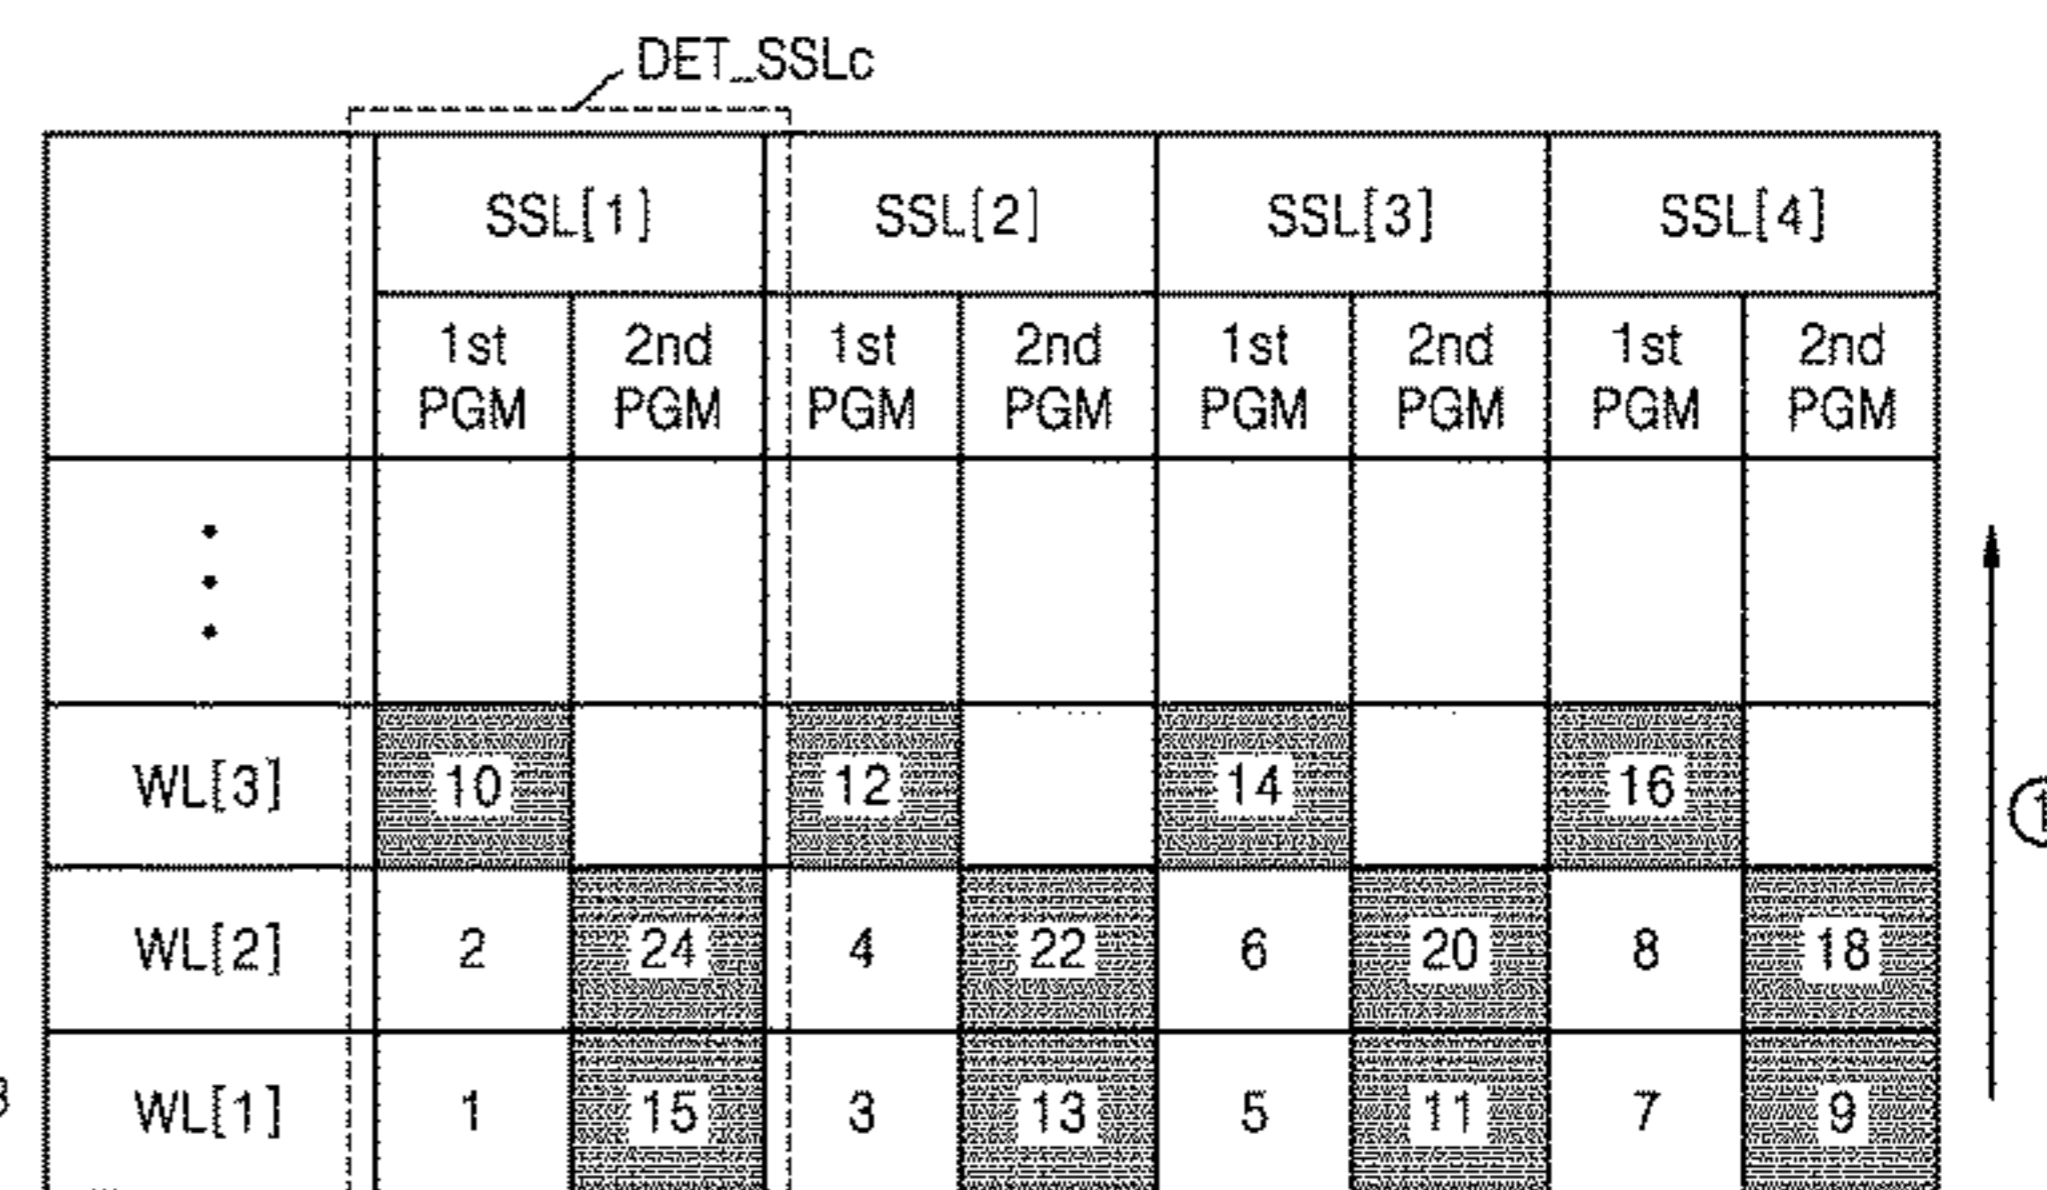 DET_SSLc
SSL[1] SSL[2] SSL[3] SSL[4]
1st PGM 2nd PGM 1st PGM 2nd PGM 1st PGM 2nd PGM 1st PGM 2nd PGM
WL[3] 10 12 14 16
WL[2] 2 24 4 22 6 20 8 18
WL[1] 1 15 3 13 5 11 7 9